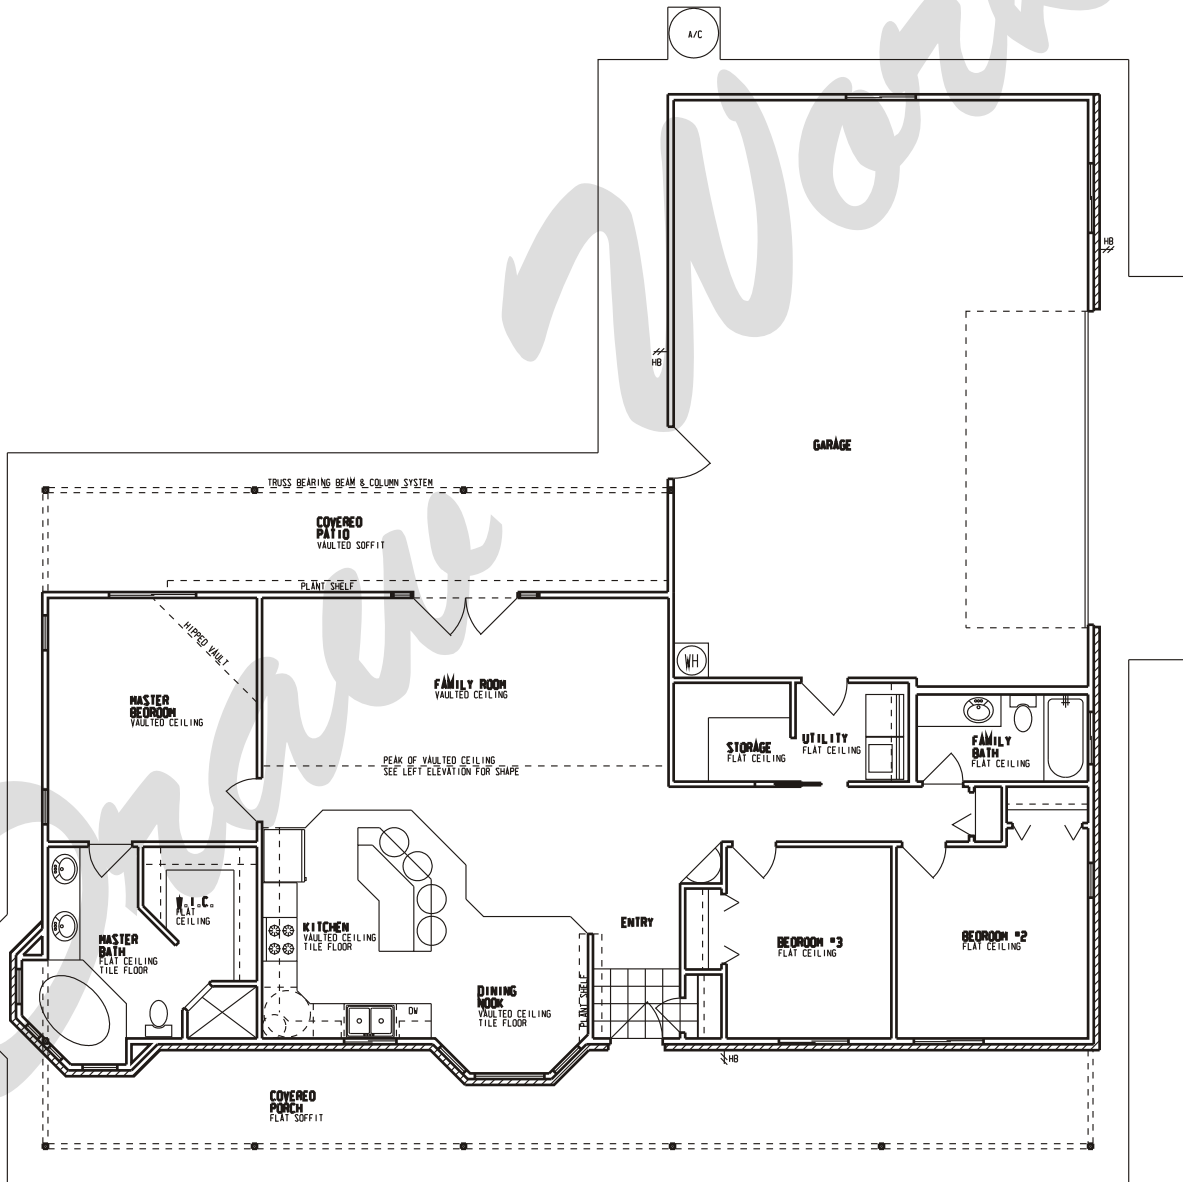 A/C
HB
HB
GARAGE
TRUSS BEARING BEAM & COLUMN SYSTEM
COVERED
PATIO
VAULTED SOFFIT
PLANT SHELF
HIPPED VAULT
WH
MASTER
BEDROOM
VAULTED CEILING
FAMILY ROOM
VAULTED CEILING
STORAGE
FLAT CEILING
UTILITY
FLAT CEILING
FAMILY
BATH
FLAT CEILING
PEAK OF VAULTED CEILING
SEE LEFT ELEVATION FOR SHAPE
W.I.C.
FLAT
CEILING
MASTER
BATH
FLAT CEILING
TILE FLOOR
KITCHEN
VAULTED CEILING
TILE FLOOR
ENTRY
BEDROOM #3
FLAT CEILING
BEDROOM #2
FLAT CEILING
DINING
NOOK
VAULTED CEILING
TILE FLOOR
PLANT SHELF
DW
HB
COVERED
PORCH
FLAT SOFFIT
Draw Work